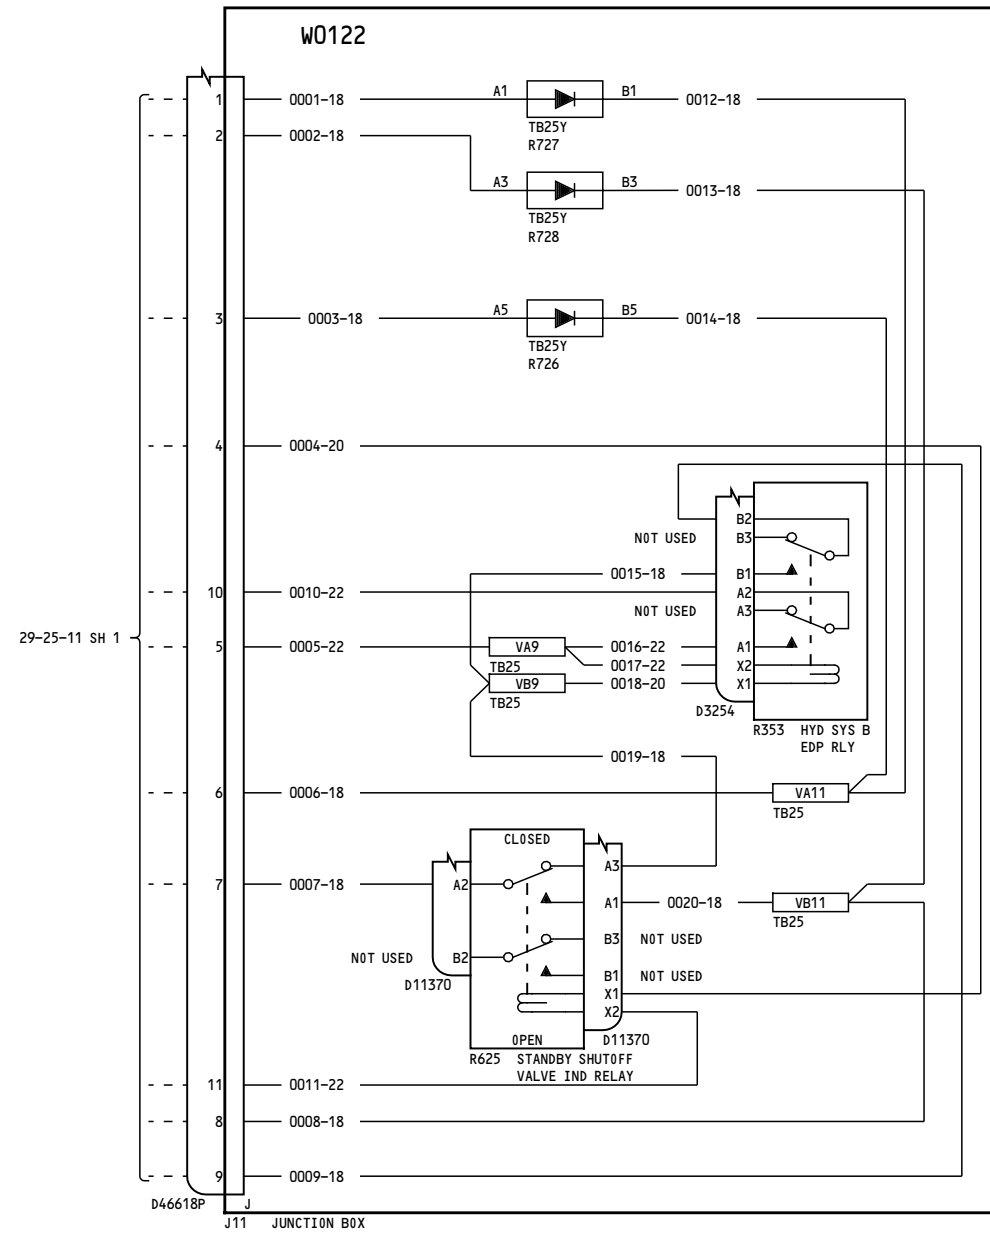 W0122
1 0001-18 A1 B1 0012-18
TB25Y
R727
2 0002-18
A3 B3 0013-18
TB25Y
R728
3 0003-18 A5 B5 0014-18
TB25Y
R726
4 0004-20
B2
NOT USED B3
0015-18 B1
10 0010-22 A2
NOT USED A3
29-25-11 SH 1
5 0005-22 VA9 0016-22 A1
TB25 0017-22 X2
VB9 0018-20 X1
TB25
D3254
R353 HYD SYS B
EDP RLY
0019-18
6 0006-18 VA11
TB25
CLOSED
A3
7 0007-18 A2
A1 0020-18 VB11
TB25
B3 NOT USED
NOT USED B2
B1 NOT USED
D11370
X1
X2
OPEN D11370
R625 STANDBY SHUTOFF
VALVE IND RELAY
11 0011-22
8 0008-18
9 0009-18
D46618P J
J11 JUNCTION BOX